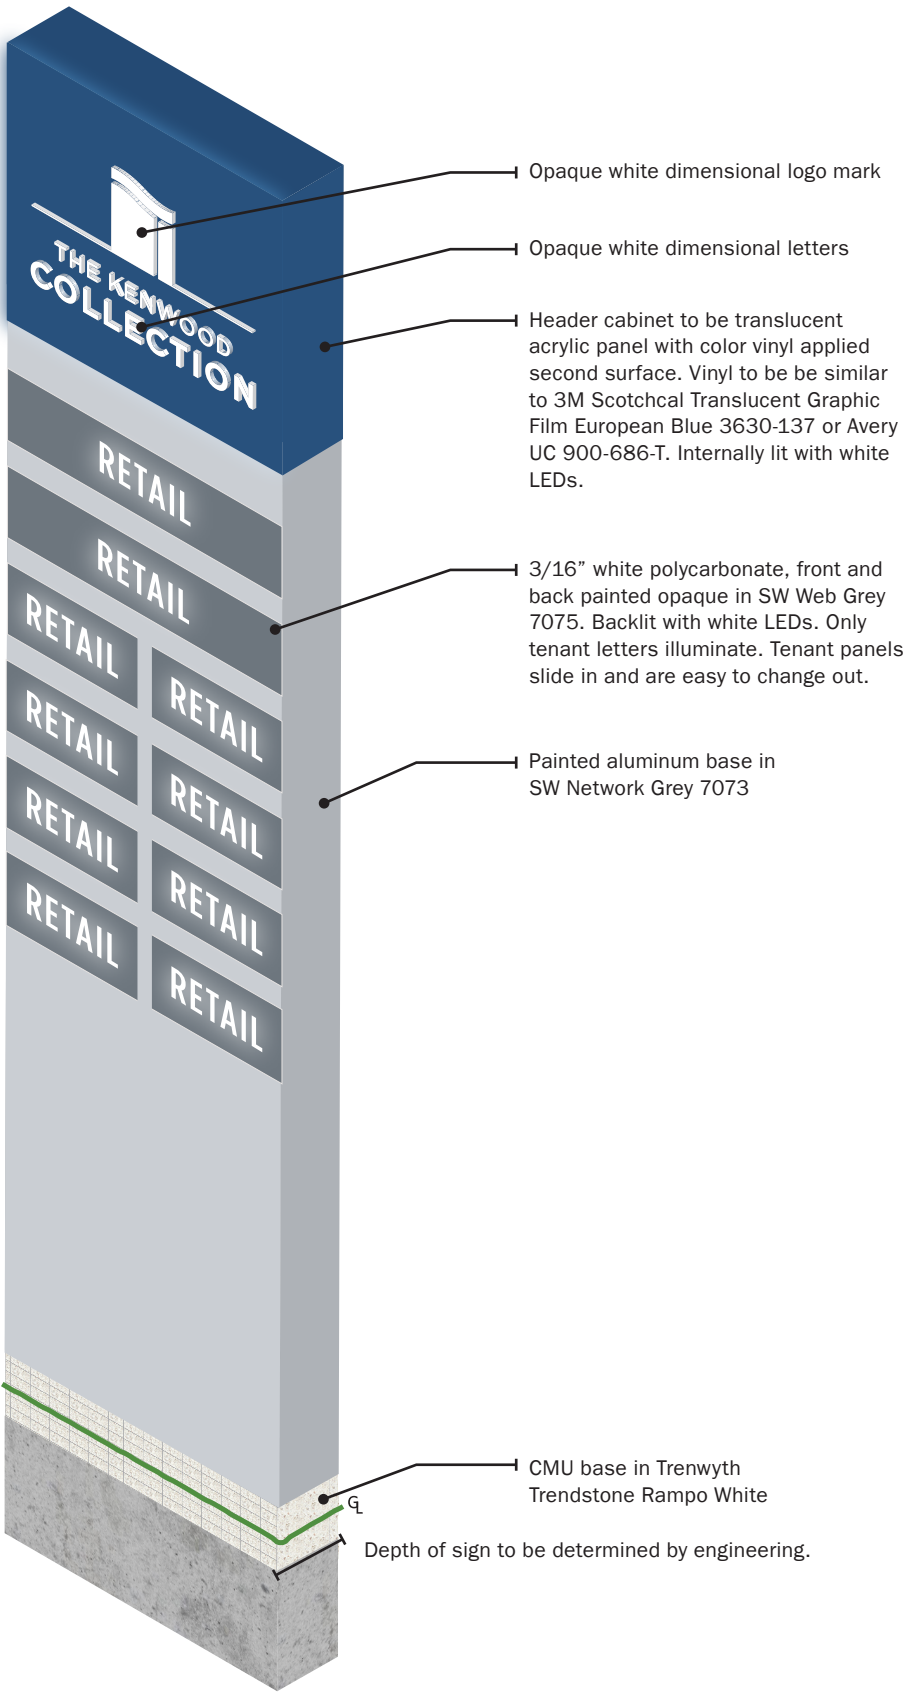 Opaque white dimensional logo mark
Opaque white dimensional letters
THE KENWOOD
COLLECTION
Header cabinet to be translucent
acrylic panel with color vinyl applied
second surface. Vinyl to be be similar
to 3M Scotchcal Translucent Graphic
Film European Blue 3630-137 or Avery
UC 900-686-T. Internally lit with white
LEDs.
RETAIL
RETAIL
3/16” white polycarbonate, front and
back painted opaque in SW Web Grey
7075. Backlit with white LEDs. Only
tenant letters illuminate. Tenant panels
slide in and are easy to change out.
RETAIL
RETAIL
RETAIL
RETAIL
RETAIL
RETAIL
RETAIL
RETAIL
Painted aluminum base in
SW Network Grey 7073
CMU base in Trenwyth
Trendstone Rampo White
GL
Depth of sign to be determined by engineering.